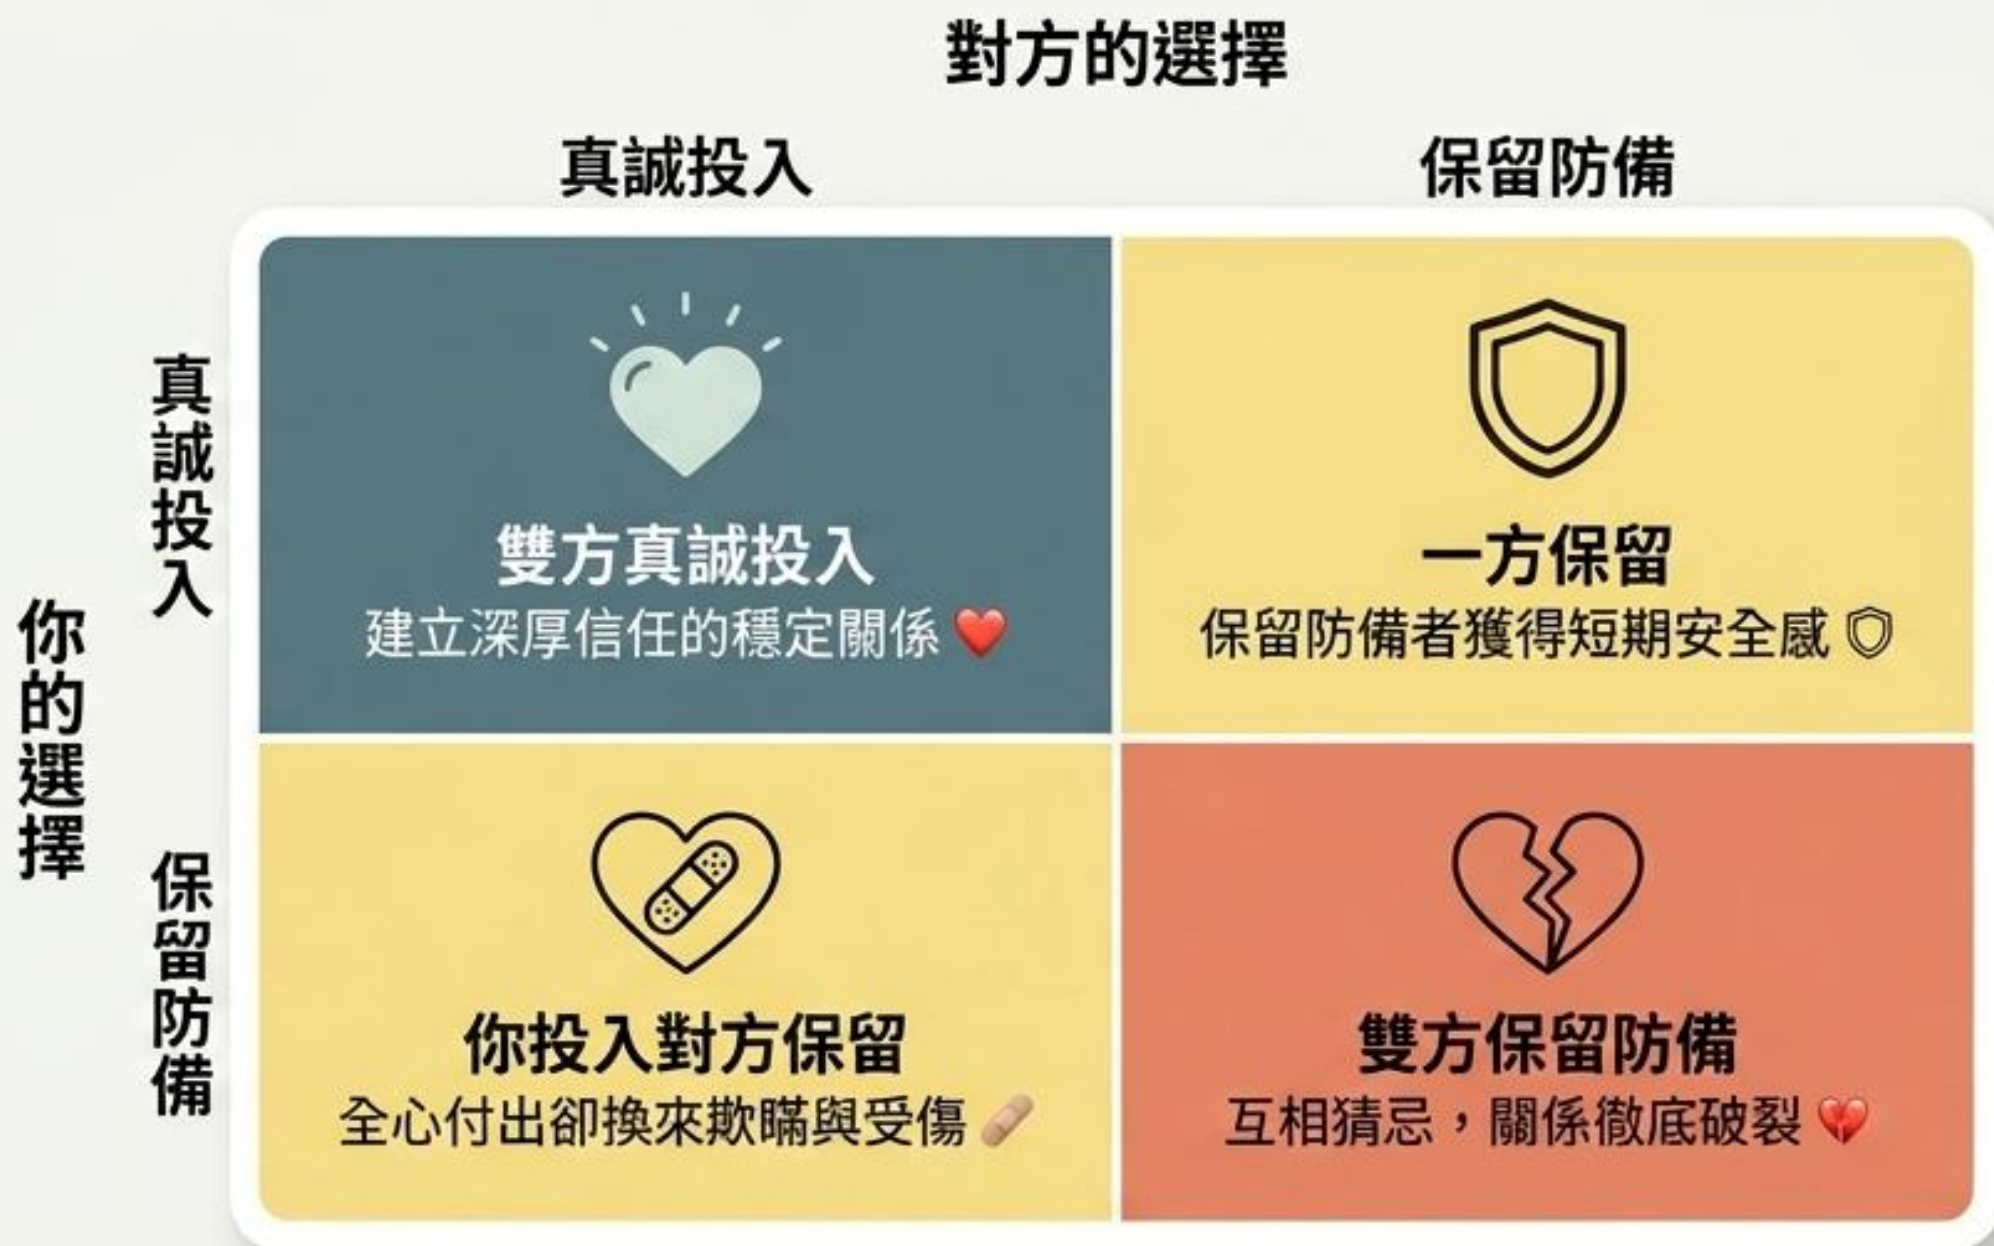 對方的選擇
真誠投入
保留防備
你的選擇
真誠投入
雙方真誠投入
建立深厚信任的穩定關係 ❤️
一方保留
保留防備者獲得短期安全感
保留防備
你投入對方保留
全心付出卻換來欺瞞與受傷 🩹
雙方保留防備
互相猜忌，關係徹底破裂 💔